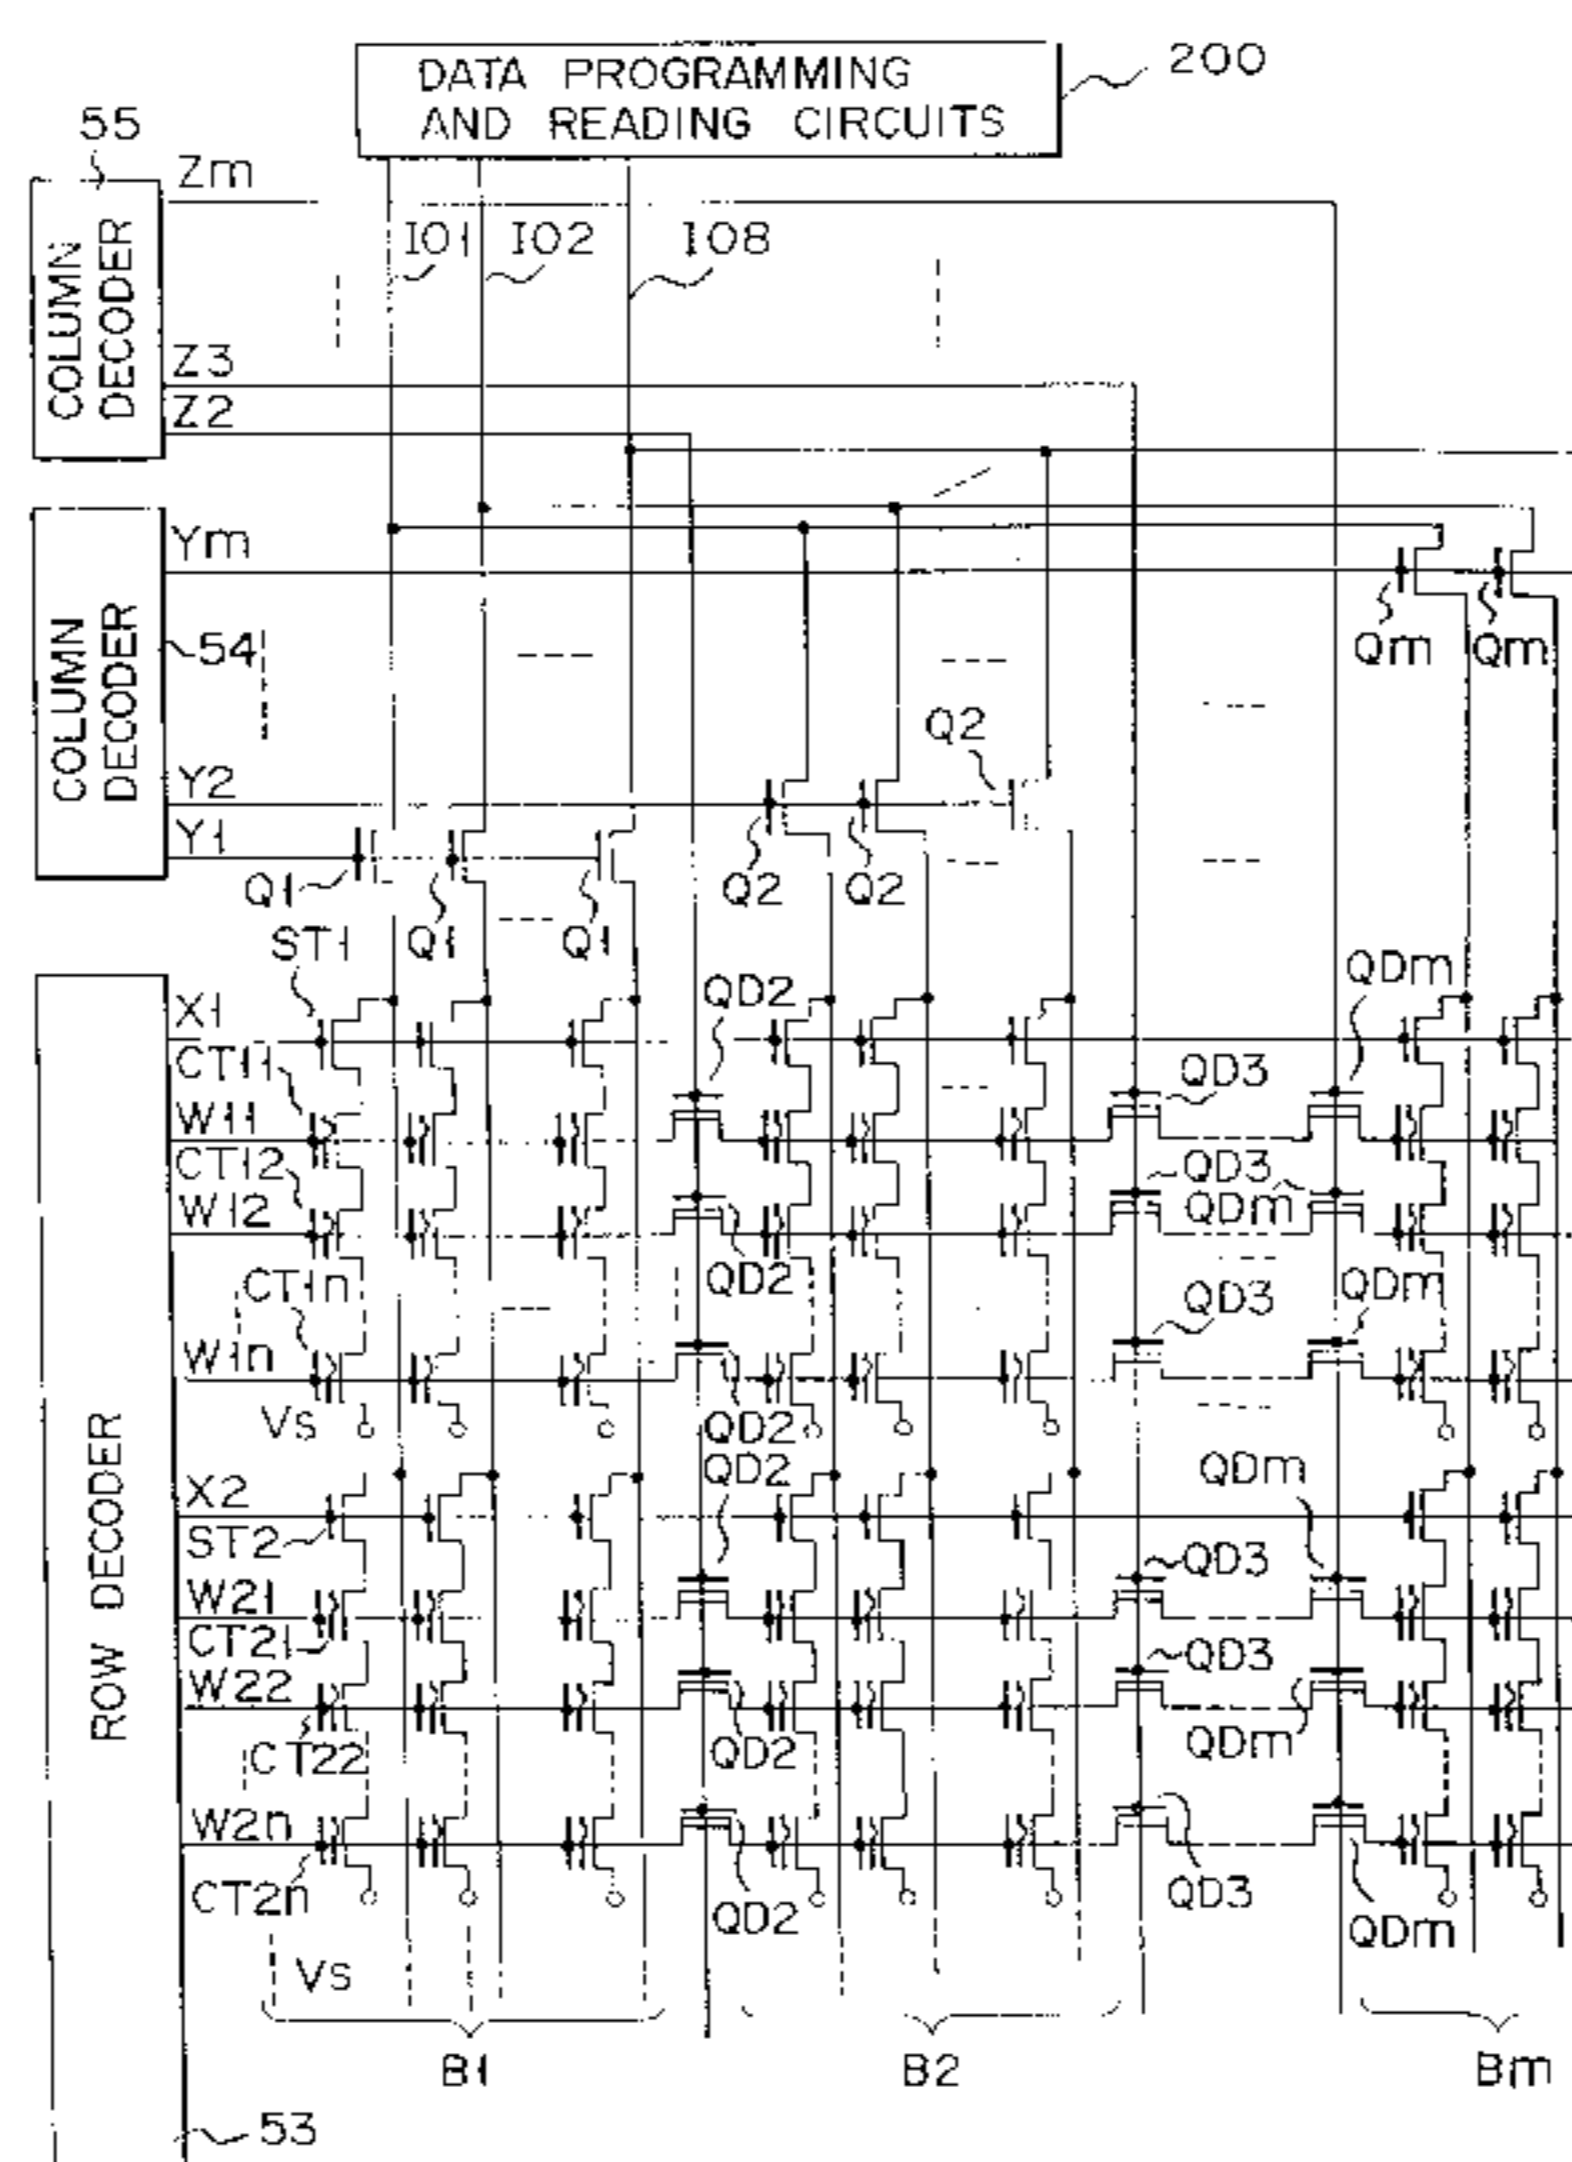 DATA PROGRAMMING
AND READING CIRCUITS
200
55
Zm
IO1 IO2 IO8
COLUMN
DECODER
Z3
Z2
Ym
COLUMN
DECODER
54
Qm Qm
Q2
Y2
Y1
Q1 Q2 Q2
ST1 Q1 Q1
X1 QD2 QDm
CT11 QD3
W11
CT12 QD3
W12 QDm
CT1n QD2 QD3 QDm
W1n
VS QD2
QD2 QDm
X2
ST2 QD3
W21
CT21 QD3
W22
CT22 QD2 QDm
W2n
CT2n QD2 QD3 QDm
VS
ROW DECODER
B1 B2 Bm
53